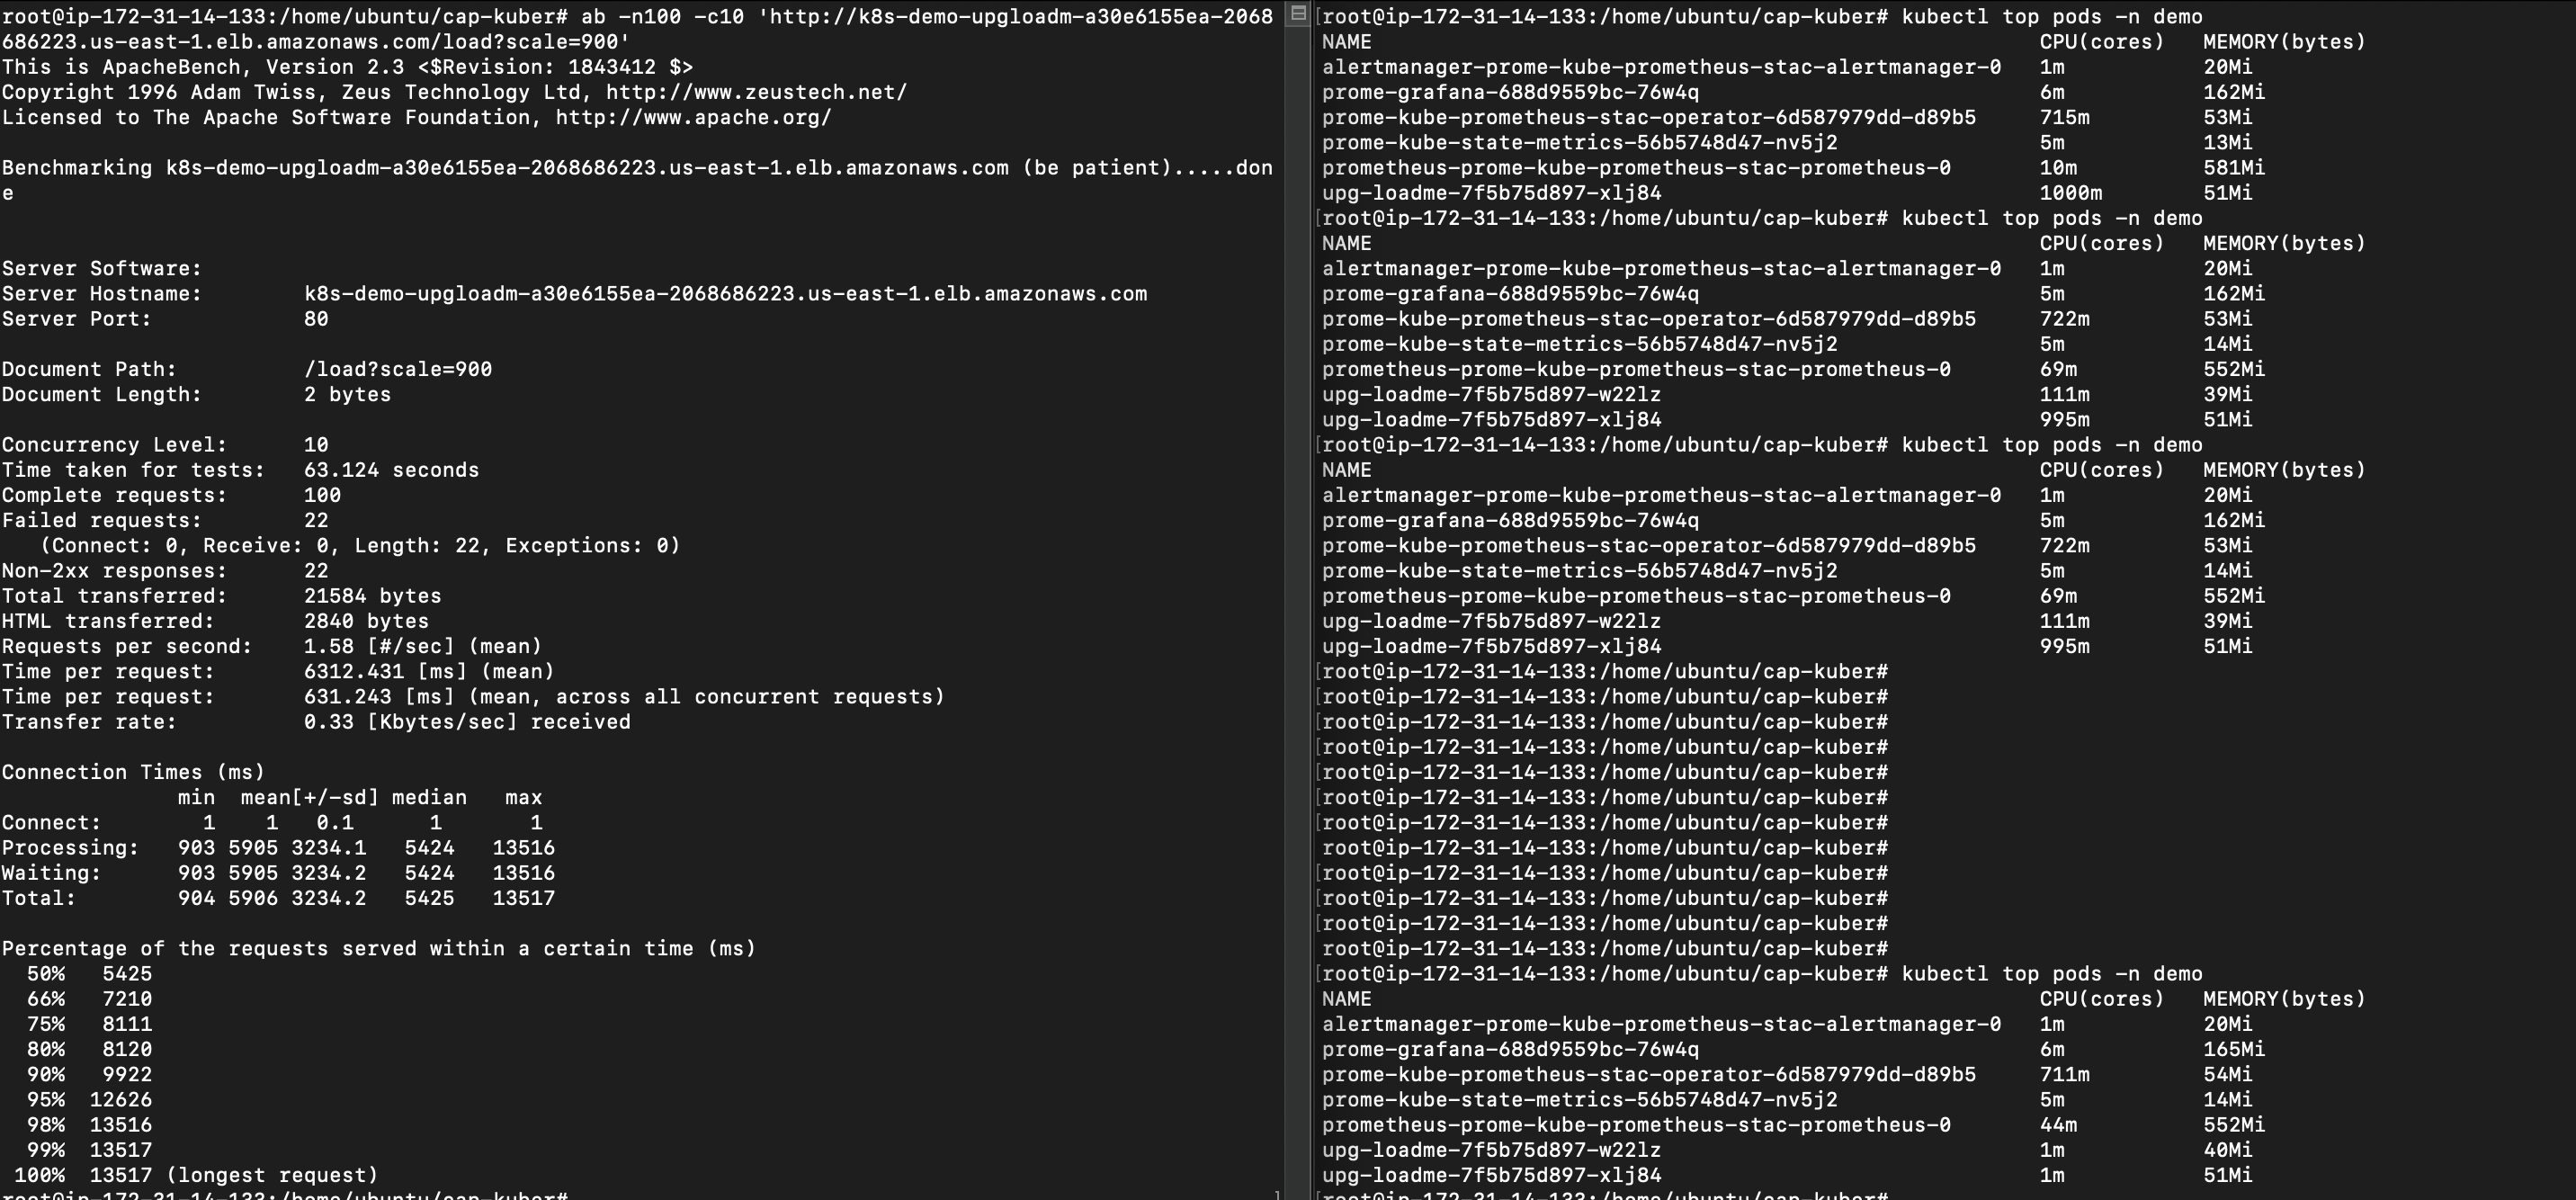 root@ip-172-31-14-133:/home/ubuntu/cap-kuber# ab -n100 -c10 'http://k8s-demo-upgloadm-a30e6155ea-2068
686223.us-east-1.elb.amazonaws.com/load?scale=900'
This is ApacheBench, Version 2.3 <$Revision: 1843412 $>
Copyright 1996 Adam Twiss, Zeus Technology Ltd, http://www.zeustech.net/
Licensed to The Apache Software Foundation, http://www.apache.org/

Benchmarking k8s-demo-upgloadm-a30e6155ea-2068686223.us-east-1.elb.amazonaws.com (be patient).....don
e

Server Software:
Server Hostname:        k8s-demo-upgloadm-a30e6155ea-2068686223.us-east-1.elb.amazonaws.com
Server Port:            80

Document Path:          /load?scale=900
Document Length:        2 bytes

Concurrency Level:      10
Time taken for tests:   63.124 seconds
Complete requests:      100
Failed requests:        22
   (Connect: 0, Receive: 0, Length: 22, Exceptions: 0)
Non-2xx responses:      22
Total transferred:      21584 bytes
HTML transferred:       2840 bytes
Requests per second:    1.58 [#/sec] (mean)
Time per request:       6312.431 [ms] (mean)
Time per request:       631.243 [ms] (mean, across all concurrent requests)
Transfer rate:          0.33 [Kbytes/sec] received

Connection Times (ms)
              min  mean[+/-sd] median   max
Connect:        1    1   0.1      1       1
Processing:   903 5905 3234.1   5424   13516
Waiting:      903 5905 3234.2   5424   13516
Total:        904 5906 3234.2   5425   13517

Percentage of the requests served within a certain time (ms)
  50%   5425
  66%   7210
  75%   8111
  80%   8120
  90%   9922
  95%  12626
  98%  13516
  99%  13517
 100%  13517 (longest request)
root@ip-172-31-14-133:/home/ubuntu/cap-kuber#
[root@ip-172-31-14-133:/home/ubuntu/cap-kuber# kubectl top pods -n demo
NAME                                                     CPU(cores)   MEMORY(bytes)
alertmanager-prome-kube-prometheus-stac-alertmanager-0   1m           20Mi
prome-grafana-688d9559bc-76w4q                           6m           162Mi
prome-kube-prometheus-stac-operator-6d587979dd-d89b5     715m         53Mi
prome-kube-state-metrics-56b5748d47-nv5j2                5m           13Mi
prometheus-prome-kube-prometheus-stac-prometheus-0       10m          581Mi
upg-loadme-7f5b75d897-xlj84                              1000m        51Mi
[root@ip-172-31-14-133:/home/ubuntu/cap-kuber# kubectl top pods -n demo
NAME                                                     CPU(cores)   MEMORY(bytes)
alertmanager-prome-kube-prometheus-stac-alertmanager-0   1m           20Mi
prome-grafana-688d9559bc-76w4q                           5m           162Mi
prome-kube-prometheus-stac-operator-6d587979dd-d89b5     722m         53Mi
prome-kube-state-metrics-56b5748d47-nv5j2                5m           14Mi
prometheus-prome-kube-prometheus-stac-prometheus-0       69m          552Mi
upg-loadme-7f5b75d897-w22lz                              111m         39Mi
upg-loadme-7f5b75d897-xlj84                              995m         51Mi
[root@ip-172-31-14-133:/home/ubuntu/cap-kuber# kubectl top pods -n demo
NAME                                                     CPU(cores)   MEMORY(bytes)
alertmanager-prome-kube-prometheus-stac-alertmanager-0   1m           20Mi
prome-grafana-688d9559bc-76w4q                           5m           162Mi
prome-kube-prometheus-stac-operator-6d587979dd-d89b5     722m         53Mi
prome-kube-state-metrics-56b5748d47-nv5j2                5m           14Mi
prometheus-prome-kube-prometheus-stac-prometheus-0       69m          552Mi
upg-loadme-7f5b75d897-w22lz                              111m         39Mi
upg-loadme-7f5b75d897-xlj84                              995m         51Mi
[root@ip-172-31-14-133:/home/ubuntu/cap-kuber#
[root@ip-172-31-14-133:/home/ubuntu/cap-kuber#
[root@ip-172-31-14-133:/home/ubuntu/cap-kuber#
[root@ip-172-31-14-133:/home/ubuntu/cap-kuber#
[root@ip-172-31-14-133:/home/ubuntu/cap-kuber#
[root@ip-172-31-14-133:/home/ubuntu/cap-kuber#
[root@ip-172-31-14-133:/home/ubuntu/cap-kuber#
root@ip-172-31-14-133:/home/ubuntu/cap-kuber#
[root@ip-172-31-14-133:/home/ubuntu/cap-kuber#
[root@ip-172-31-14-133:/home/ubuntu/cap-kuber#
[root@ip-172-31-14-133:/home/ubuntu/cap-kuber#
root@ip-172-31-14-133:/home/ubuntu/cap-kuber#
[root@ip-172-31-14-133:/home/ubuntu/cap-kuber# kubectl top pods -n demo
NAME                                                     CPU(cores)   MEMORY(bytes)
alertmanager-prome-kube-prometheus-stac-alertmanager-0   1m           20Mi
prome-grafana-688d9559bc-76w4q                           6m           165Mi
prome-kube-prometheus-stac-operator-6d587979dd-d89b5     711m         54Mi
prome-kube-state-metrics-56b5748d47-nv5j2                5m           14Mi
prometheus-prome-kube-prometheus-stac-prometheus-0       44m          552Mi
upg-loadme-7f5b75d897-w22lz                              1m           40Mi
upg-loadme-7f5b75d897-xlj84                              1m           51Mi
[root@ip-172-31-14-133:/home/ubuntu/cap-kuber#